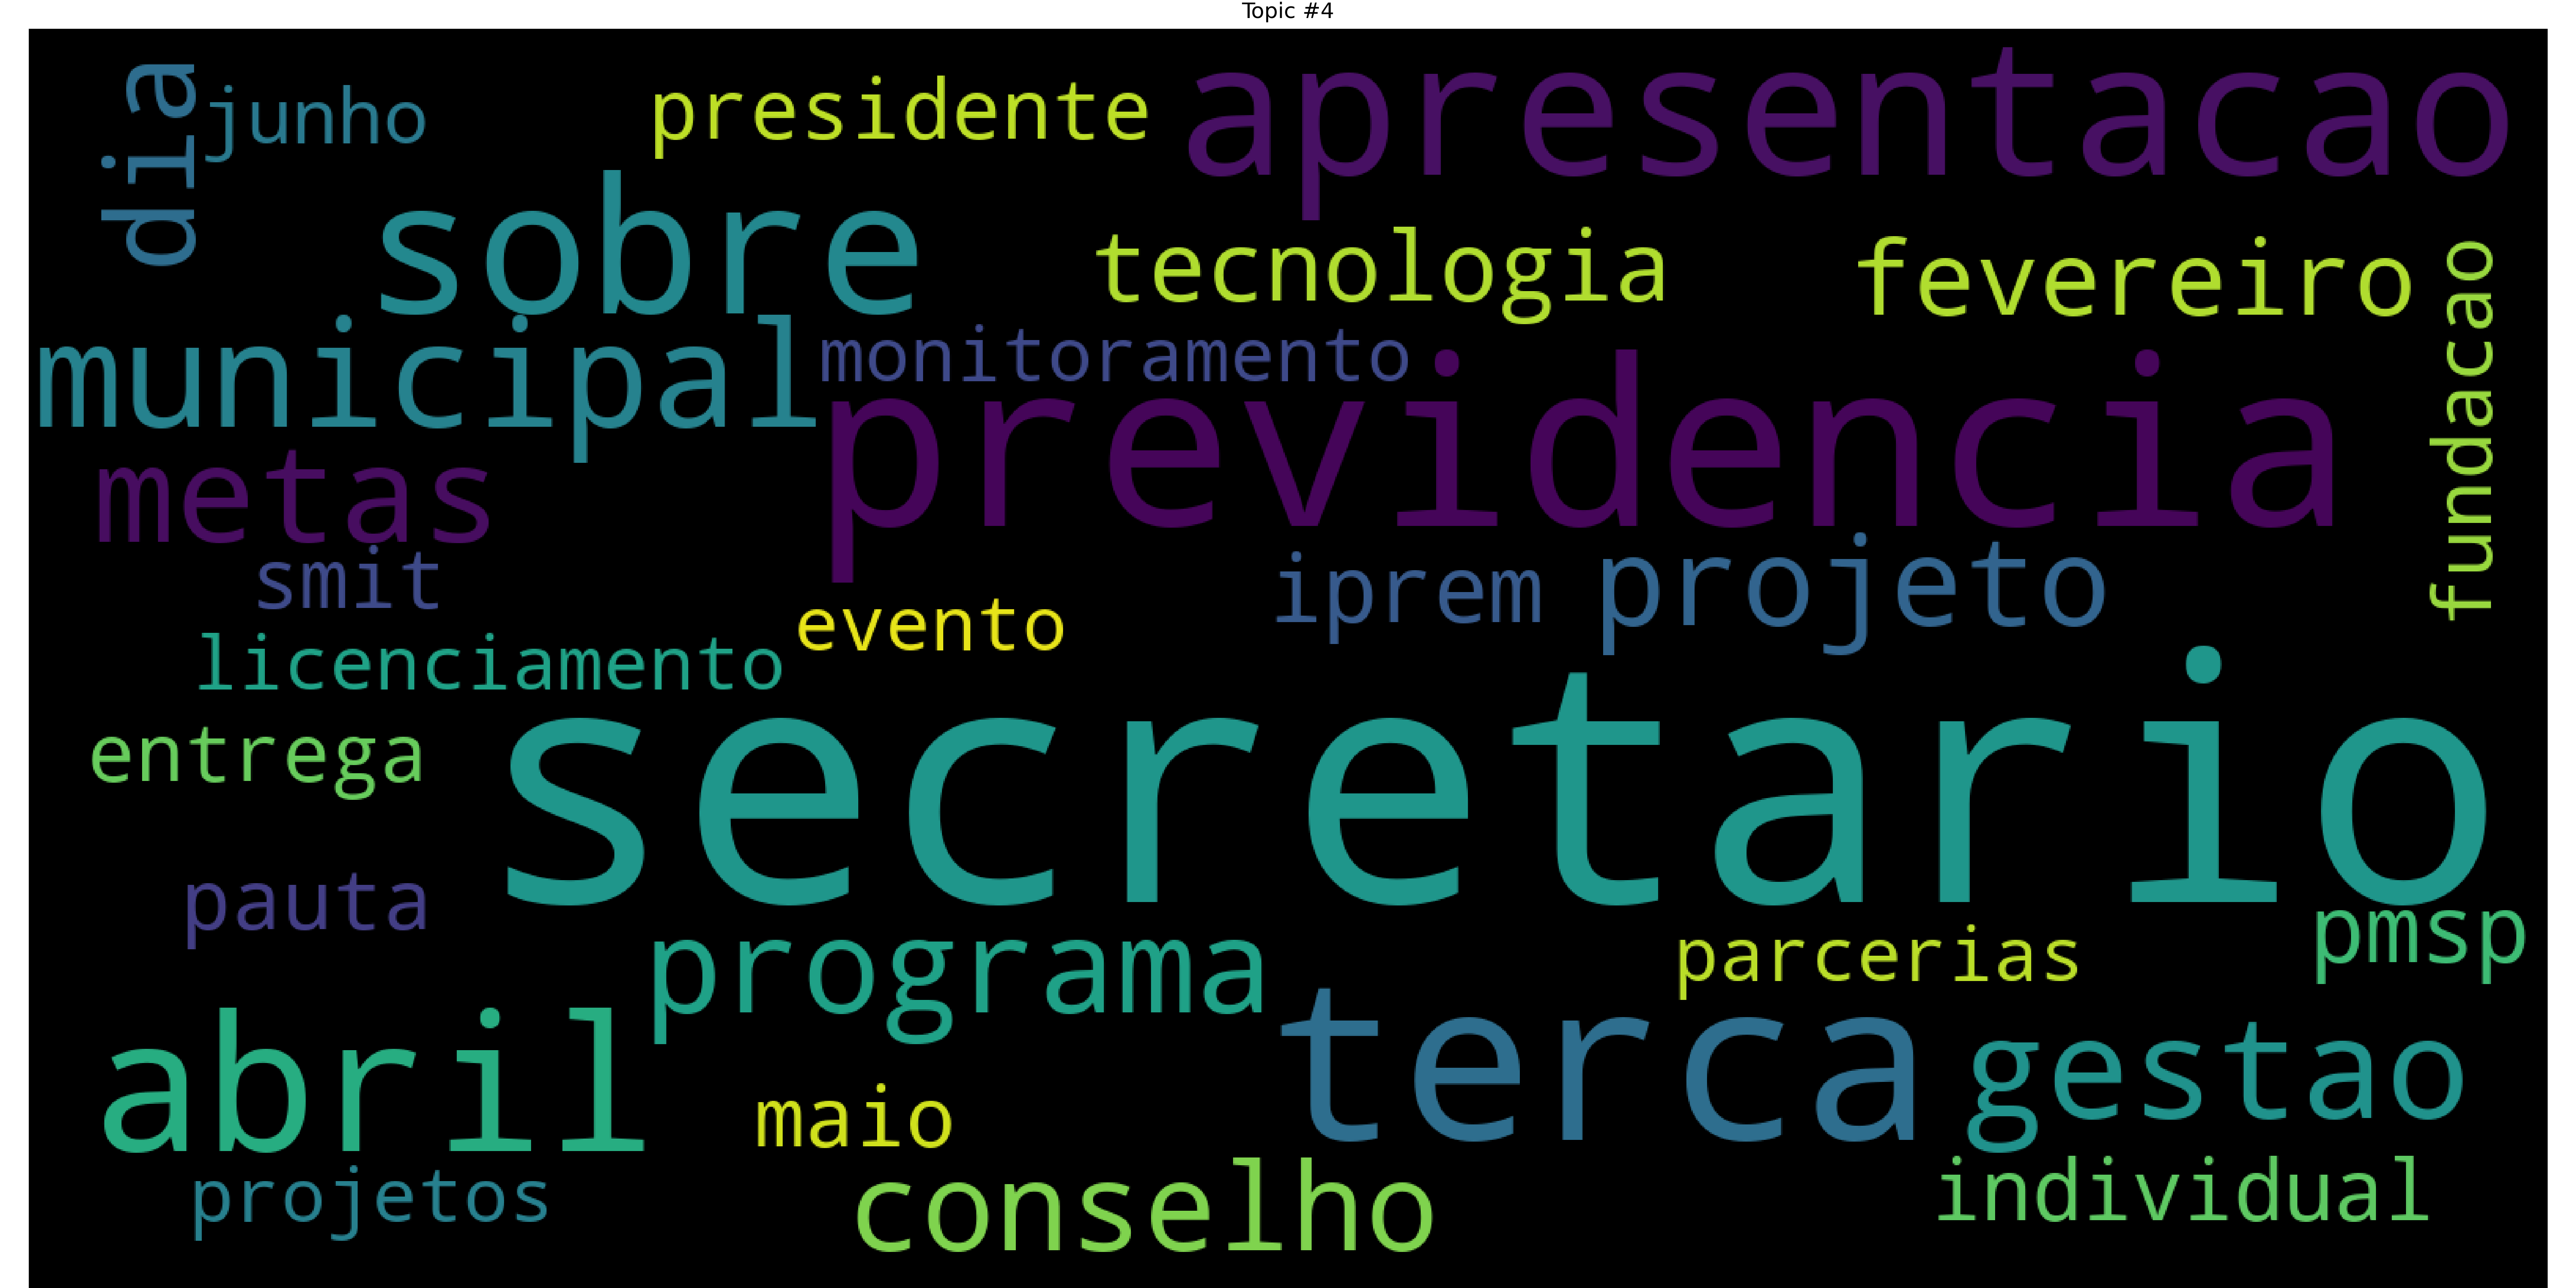 Topic #4
dia
junho
presidente
apresentacao
sobre
tecnologia
fevereiro
fundacao
municipal
monitoramento
previdencia
metas
smit
iprem
projeto
evento
licenciamento
secretario
entrega
pauta
programa
parcerias
pmsp
abril
terca
gestao
maio
conselho
individual
projetos